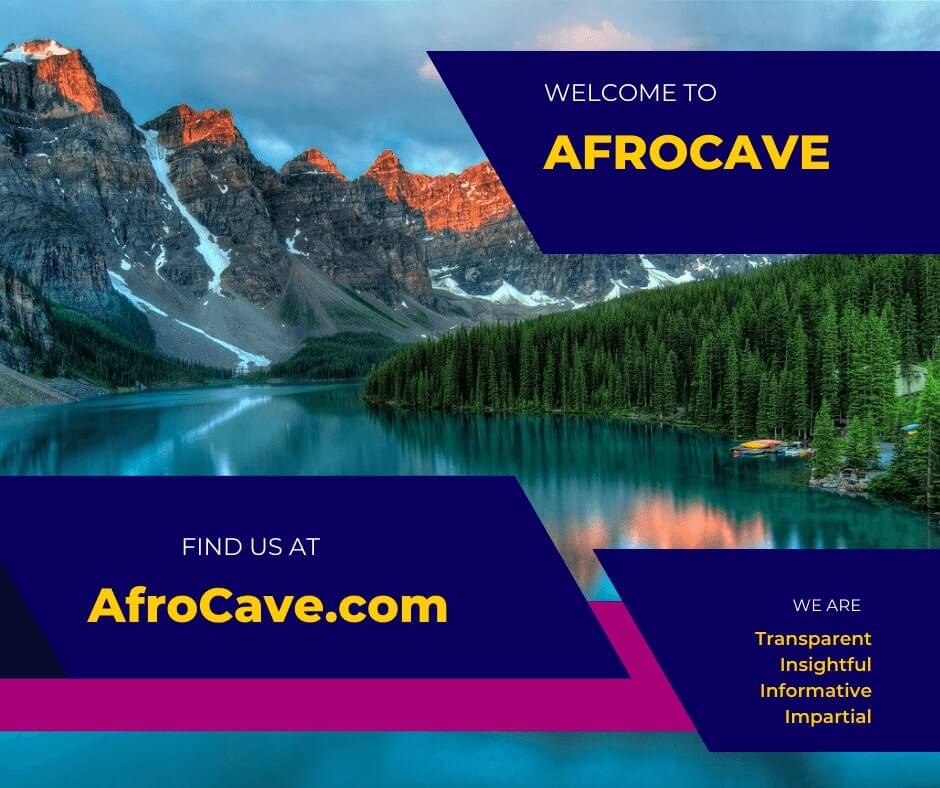 WELCOME TO
AFROCAVE
FIND US AT
AfroCave.com
WE ARE
Transparent
Insightful
Informative
Impartial